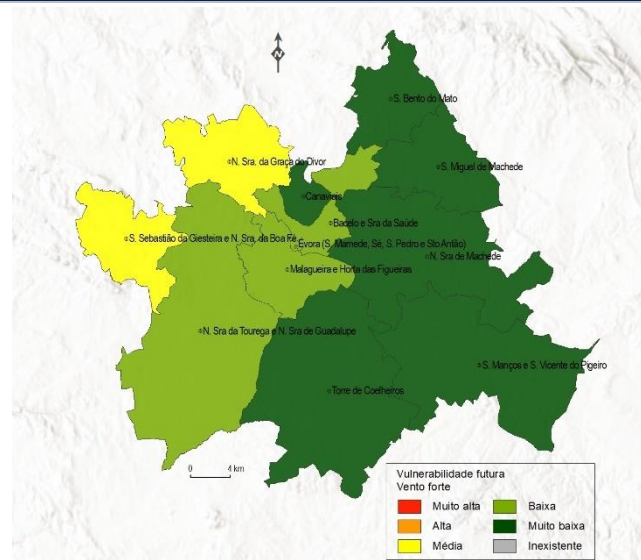 N
S. Bento do Mato
N. Sra. da Graça do Divor
S. Miguel de Machede
Canaviais
Bacelo e Sra da Saúde
S. Sebastião da Giesteira e N. Sra. da Boa Fé
Évora (S. Mamede, Sé, S. Pedro e Sto Antão)
N. Sra de Machede
Malagueira e Horta das Figueiras
N. Sra da Tourega e N. Sra de Guadalupe
S. Manços e S. Vicente do Pigeiro
Torre de Coelheiros
0 4 km
Vulnerabilidade futura
Vento forte
Muito alta Baixa
Alta Muito baixa
Média Inexistente